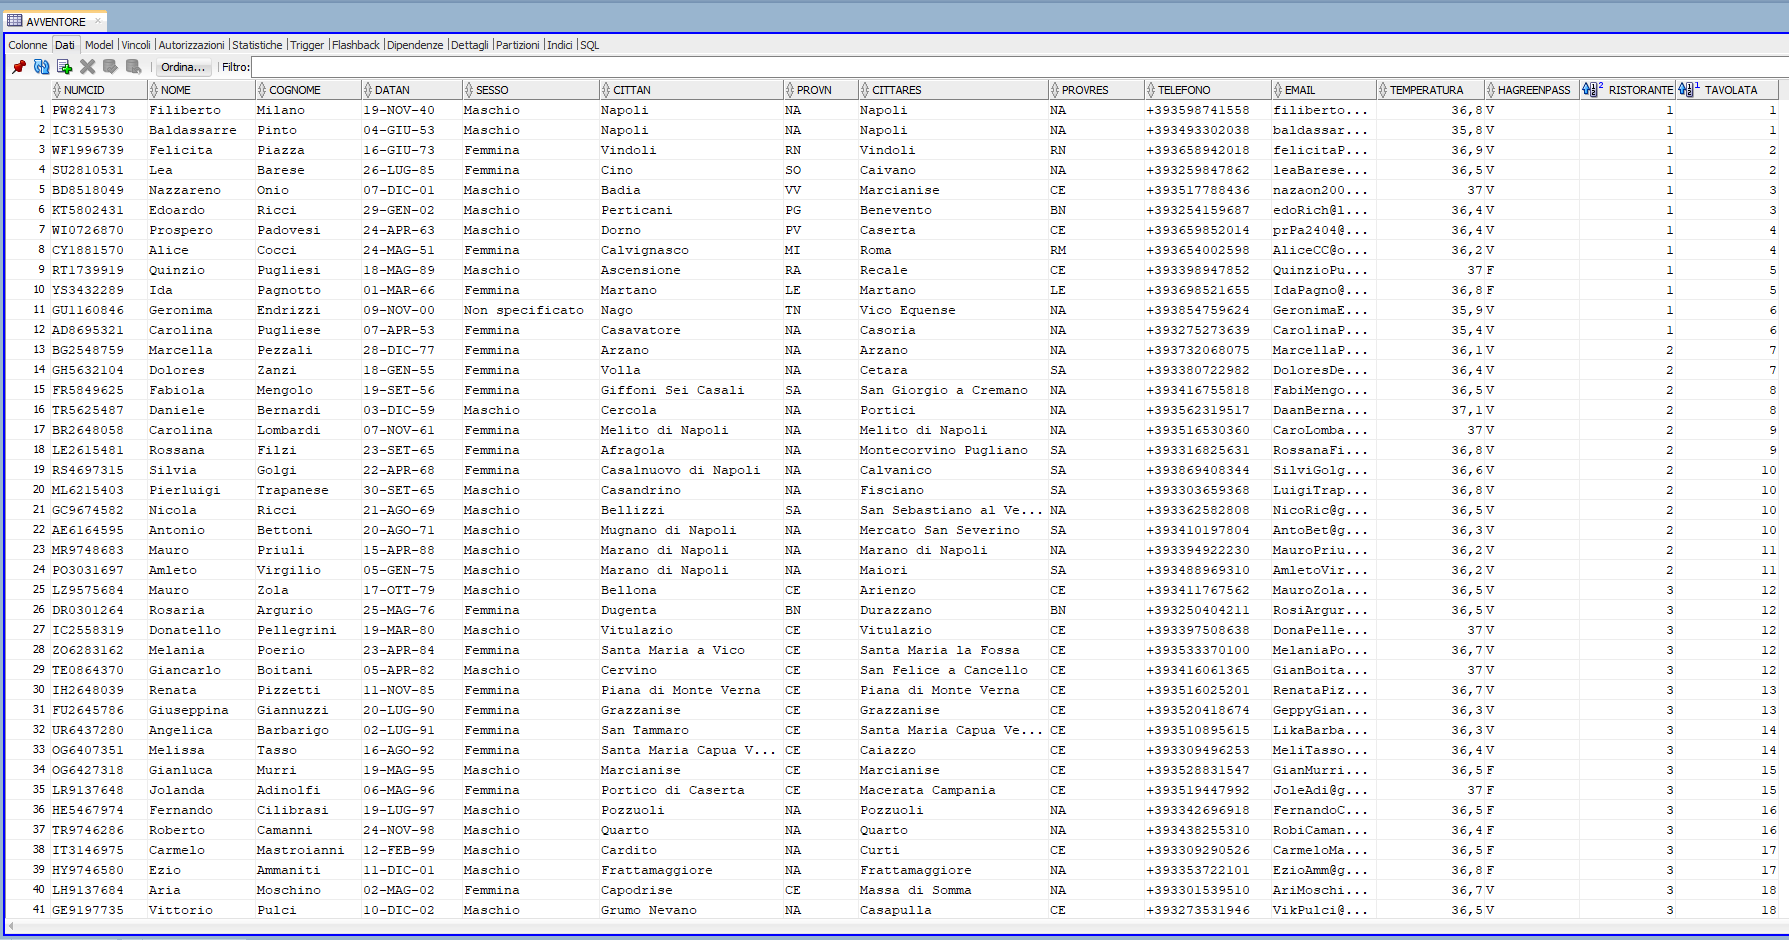 AVVENTORE
Colonne Dati Model Vincoli Autorizzazioni Statistiche Trigger Flashback Dipendenze Dettagli Partizioni Indici SQL
Ordina... Filtro:
NUMCID NOME COGNOME DATAN SESSO CITTAN PROVN CITTARES PROVRES TELEFONO EMAIL TEMPERATURA HAGREENPASS 2 RISTORANTE 1 TAVOLATA
1 PW824173 Filiberto Milano 19-NOV-40 Maschio Napoli NA Napoli NA +393598741558 filiberto... 36,8 V 1 1
2 IC3159530 Baldassarre Pinto 04-GIU-53 Maschio Napoli NA Napoli NA +393493302038 baldassar... 35,8 V 1 1
3 WF1996739 Felicita Piazza 16-GIU-73 Femmina Vindoli RN Vindoli RN +393658942018 felicitaP... 36,9 V 1 2
4 SU2810531 Lea Barese 26-LUG-85 Femmina Cino SO Caivano NA +393259847862 leaBarese... 36,5 V 1 2
5 BD8518049 Nazzareno Onio 07-DIC-01 Maschio Badia VV Marcianise CE +393517788436 nazaon200... 37 V 1 3
6 KT5802431 Edoardo Ricci 29-GEN-02 Maschio Perticani PG Benevento BN +393254159687 edoRich@l... 36,4 V 1 3
7 WI0726870 Prospero Padovesi 24-APR-63 Maschio Dorno PV Caserta CE +393659852014 prPa2404@... 36,4 V 1 4
8 CY1881570 Alice Cocci 24-MAG-51 Femmina Calvignasco MI Roma RM +393654002598 AliceCC@o... 36,2 V 1 4
9 RT1739919 Quinzio Pugliesi 18-MAG-89 Maschio Ascensione RA Recale CE +393398947852 QuinzioPu... 37 F 1 5
10 YS3432289 Ida Pagnotto 01-MAR-66 Femmina Martano LE Martano LE +393698521655 IdaPagno@... 36,8 F 1 5
11 GU1160846 Geronima Endrizzi 09-NOV-00 Non specificato Nago TN Vico Equense NA +393854759624 GeronimaE... 35,9 V 1 6
12 AD8695321 Carolina Pugliese 07-APR-53 Femmina Casavatore NA Casoria NA +393275273639 CarolinaP... 35,4 V 1 6
13 BG2548759 Marcella Pezzali 28-DIC-77 Femmina Arzano NA Arzano NA +393732068075 MarcellaP... 36,1 V 2 7
14 GH5632104 Dolores Zanzi 18-GEN-55 Femmina Volla NA Cetara SA +393380722982 DoloresDe... 36,4 V 2 7
15 FR5849625 Fabiola Mengolo 19-SET-56 Femmina Giffoni Sei Casali SA San Giorgio a Cremano NA +393416755818 FabiMengo... 36,5 V 2 8
16 TR5625487 Daniele Bernardi 03-DIC-59 Maschio Cercola NA Portici NA +393562319517 DaanBerna... 37,1 V 2 8
17 BR2648058 Carolina Lombardi 07-NOV-61 Femmina Melito di Napoli NA Melito di Napoli NA +393516530360 CaroLomba... 37 V 2 9
18 LE2615481 Rossana Filzi 23-SET-65 Femmina Afragola NA Montecorvino Pugliano SA +393316825631 RossanaFi... 36,8 V 2 9
19 RS4697315 Silvia Golgi 22-APR-68 Femmina Casalnuovo di Napoli NA Calvanico SA +393869408344 SilviGolg... 36,6 V 2 10
20 ML6215403 Pierluigi Trapanese 30-SET-65 Maschio Casandrino NA Fisciano SA +393303659368 LuigiTrap... 36,8 V 2 10
21 GC9674582 Nicola Ricci 21-AGO-69 Maschio Bellizzi SA San Sebastiano al Ve... NA +393362582808 NicoRic@g... 36,5 V 2 10
22 AE6164595 Antonio Bettoni 20-AGO-71 Maschio Mugnano di Napoli NA Mercato San Severino SA +393410197804 AntoBet@g... 36,3 V 2 10
23 MR9748683 Mauro Priuli 15-APR-88 Maschio Marano di Napoli NA Marano di Napoli NA +393394922230 MauroPriu... 36,2 V 2 11
24 PO3031697 Amleto Virgilio 05-GEN-75 Maschio Marano di Napoli NA Maiori SA +393488969310 AmletoVir... 36,2 V 2 11
25 LZ9575684 Mauro Zola 17-OTT-79 Maschio Bellona CE Arienzo CE +393411767562 MauroZola... 36,5 V 3 12
26 DR0301264 Rosaria Argurio 25-MAG-76 Femmina Dugenta BN Durazzano BN +393250404211 RosiArgur... 36,5 V 3 12
27 IC2558319 Donatello Pellegrini 19-MAR-80 Maschio Vitulazio CE Vitulazio CE +393397508638 DonaPelle... 37 V 3 12
28 ZO6283162 Melania Poerio 23-APR-84 Femmina Santa Maria a Vico CE Santa Maria la Fossa CE +393533370100 MelaniaPo... 36,7 V 3 12
29 TE0864370 Giancarlo Boitani 05-APR-82 Maschio Cervino CE San Felice a Cancello CE +393416061365 GianBoita... 37 V 3 12
30 IH2648039 Renata Pizzetti 11-NOV-85 Femmina Piana di Monte Verna CE Piana di Monte Verna CE +393516025201 RenataPiz... 36,7 V 3 13
31 FU2645786 Giuseppina Giannuzzi 20-LUG-90 Femmina Grazzanise CE Grazzanise CE +393520418674 GeppyGian... 36,3 V 3 13
32 UR6437280 Angelica Barbarigo 02-LUG-91 Femmina San Tammaro CE Santa Maria Capua Ve... CE +393510895615 LikaBarba... 36,3 V 3 14
33 OG6407351 Melissa Tasso 16-AGO-92 Femmina Santa Maria Capua V... CE Caiazzo CE +393309496253 MeliTasso... 36,4 V 3 14
34 OG6427318 Gianluca Murri 19-MAG-95 Maschio Marcianise CE Marcianise CE +393528831547 GianMurri... 36,5 F 3 15
35 LR9137648 Jolanda Adinolfi 06-MAG-96 Femmina Portico di Caserta CE Macerata Campania CE +393519447992 JoleAdi@g... 37 F 3 15
36 HE5467974 Fernando Cilibrasi 19-LUG-97 Maschio Pozzuoli NA Pozzuoli NA +393342696918 FernandoC... 36,5 F 3 16
37 TR9746286 Roberto Camanni 24-NOV-98 Maschio Quarto NA Quarto NA +393438255310 RobiCaman... 36,4 F 3 16
38 IT3146975 Carmelo Mastroianni 12-FEB-99 Maschio Cardito NA Curti CE +393309290526 CarmeloMa... 36,5 F 3 17
39 HY9746580 Ezio Ammaniti 11-DIC-01 Maschio Frattamaggiore NA Frattamaggiore NA +393353722101 EzioAmm@g... 36,8 F 3 17
40 LH9137684 Aria Moschino 02-MAG-02 Femmina Capodrise CE Massa di Somma NA +393301539510 AriMoschi... 36,7 V 3 18
41 GE9197735 Vittorio Pulci 10-DIC-02 Maschio Grumo Nevano NA Casapulla CE +393273531946 VikPulci@... 36,5 V 3 18